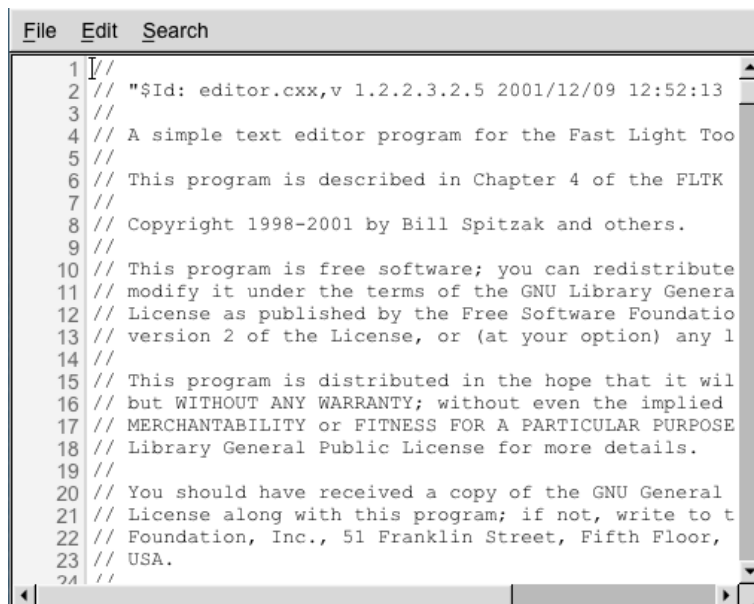 File Edit Search
1 //
2 // "$Id: editor.cxx,v 1.2.2.3.2.5 2001/12/09 12:52:13
3 //
4 // A simple text editor program for the Fast Light Too
5 //
6 // This program is described in Chapter 4 of the FLTK
7 //
8 // Copyright 1998-2001 by Bill Spitzak and others.
9 //
10 // This program is free software; you can redistribute
11 // modify it under the terms of the GNU Library Genera
12 // License as published by the Free Software Foundatio
13 // version 2 of the License, or (at your option) any l
14 //
15 // This program is distributed in the hope that it wil
16 // but WITHOUT ANY WARRANTY; without even the implied
17 // MERCHANTABILITY or FITNESS FOR A PARTICULAR PURPOSE
18 // Library General Public License for more details.
19 //
20 // You should have received a copy of the GNU General
21 // License along with this program; if not, write to t
22 // Foundation, Inc., 51 Franklin Street, Fifth Floor,
23 // USA.
24 //